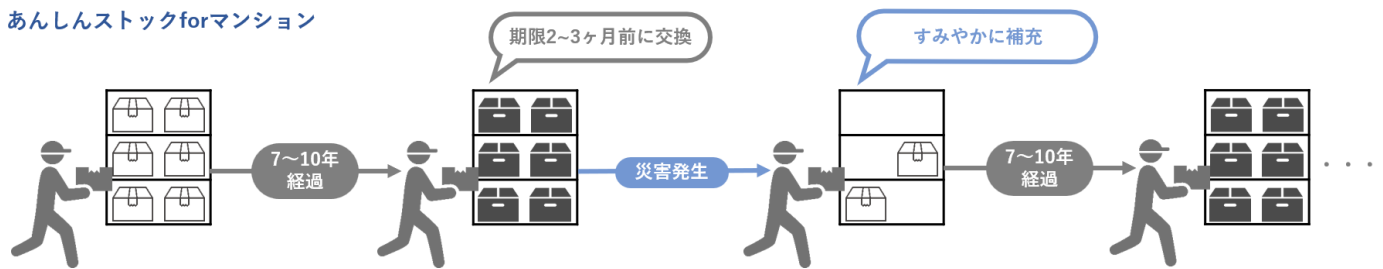 あんしんストックforマンション
期限2~3ヶ月前に交換
すみやかに補充
7〜10年
経過
災害発生
7〜10年
経過
・・・